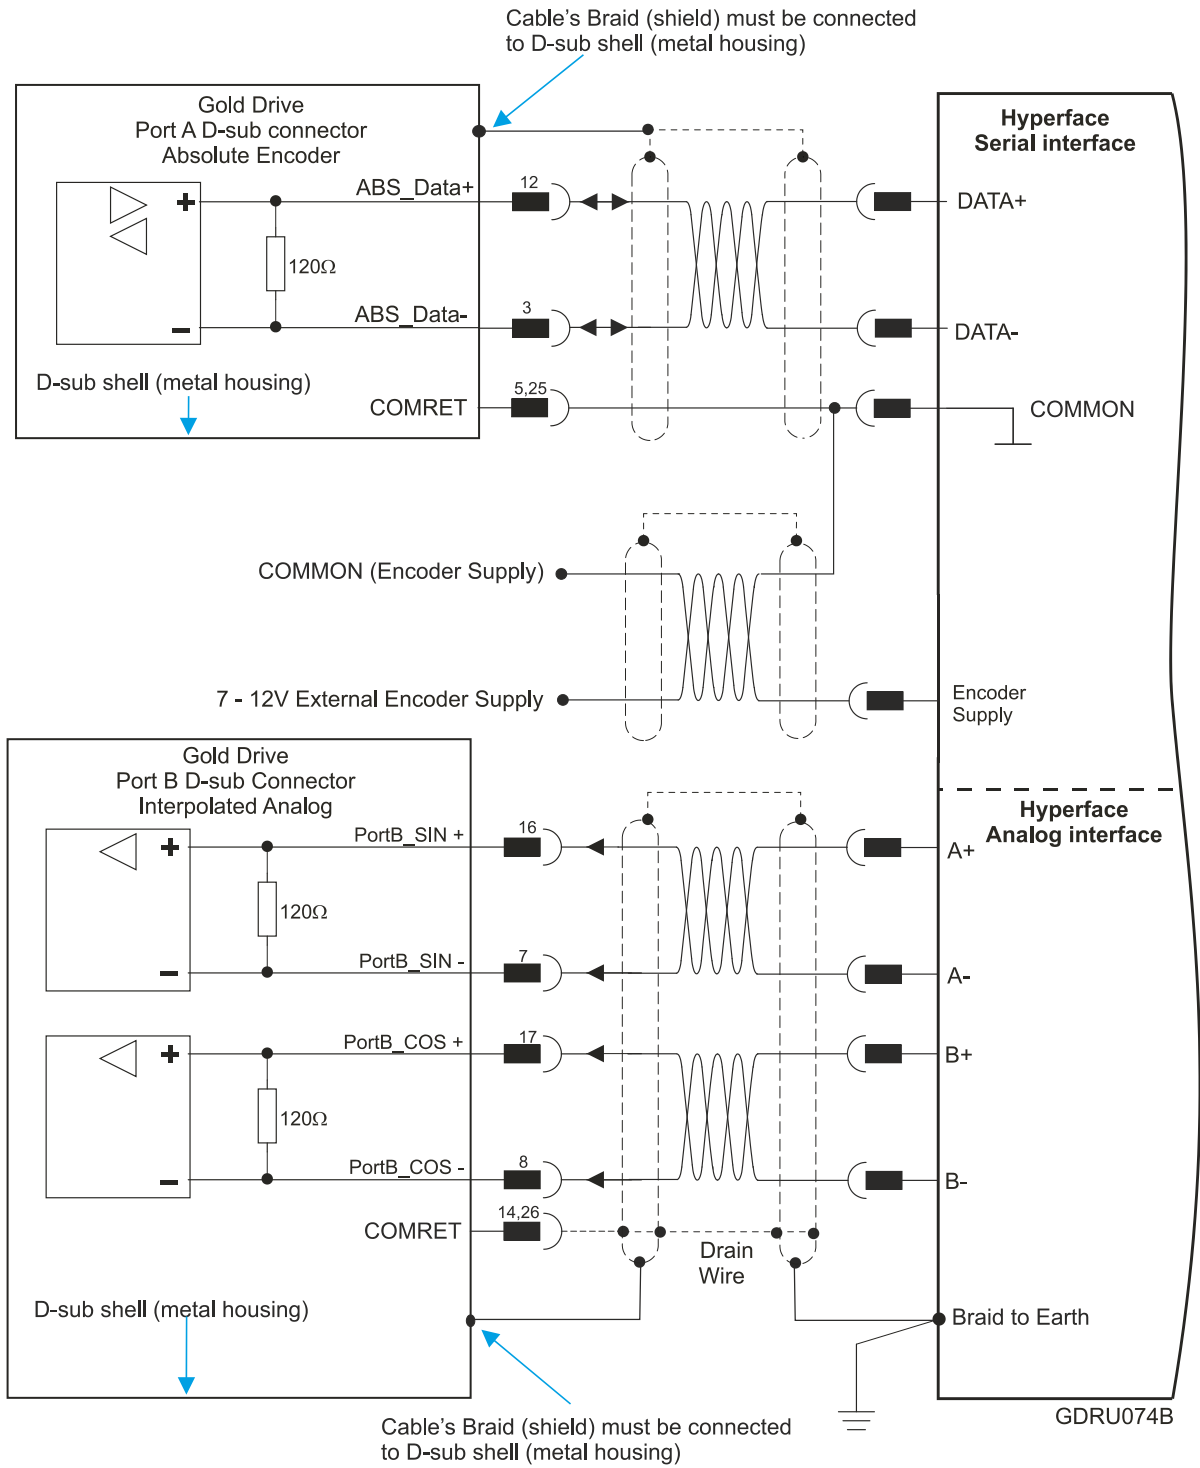 Cable's Braid (shield) must be connected
to D-sub shell (metal housing)
Gold Drive
Port A D-sub connector
Absolute Encoder
Hyperface
Serial interface
+
ABS_Data+
12
DATA+
120Ω
-
ABS_Data-
3
DATA-
D-sub shell (metal housing)
COMRET
5,25
COMMON
COMMON (Encoder Supply)
7 - 12V External Encoder Supply
Encoder
Supply
Gold Drive
Port B D-sub Connector
Interpolated Analog
Hyperface
Analog interface
+
PortB_SIN +
16
A+
120Ω
-
PortB_SIN -
7
A-
+
PortB_COS +
17
B+
120Ω
-
PortB_COS -
8
B-
COMRET
14,26
Drain
Wire
D-sub shell (metal housing)
Braid to Earth
Cable's Braid (shield) must be connected
to D-sub shell (metal housing)
GDRU074B